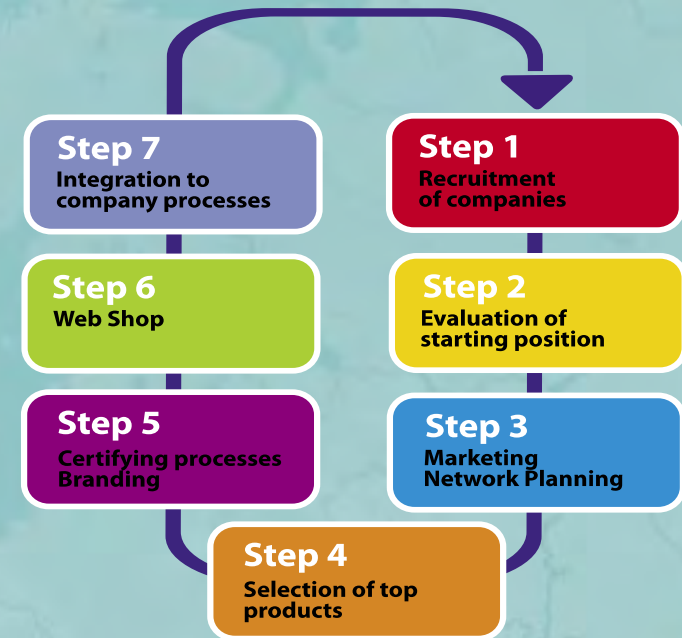 Step 1
Recruitment
of companies
Step 2
Evaluation of
starting position
Step 3
Marketing
Network Planning
Step 4
Selection of top
products
Step 5
Certifying processes
Branding
Step 6
Web Shop
Step 7
Integration to
company processes